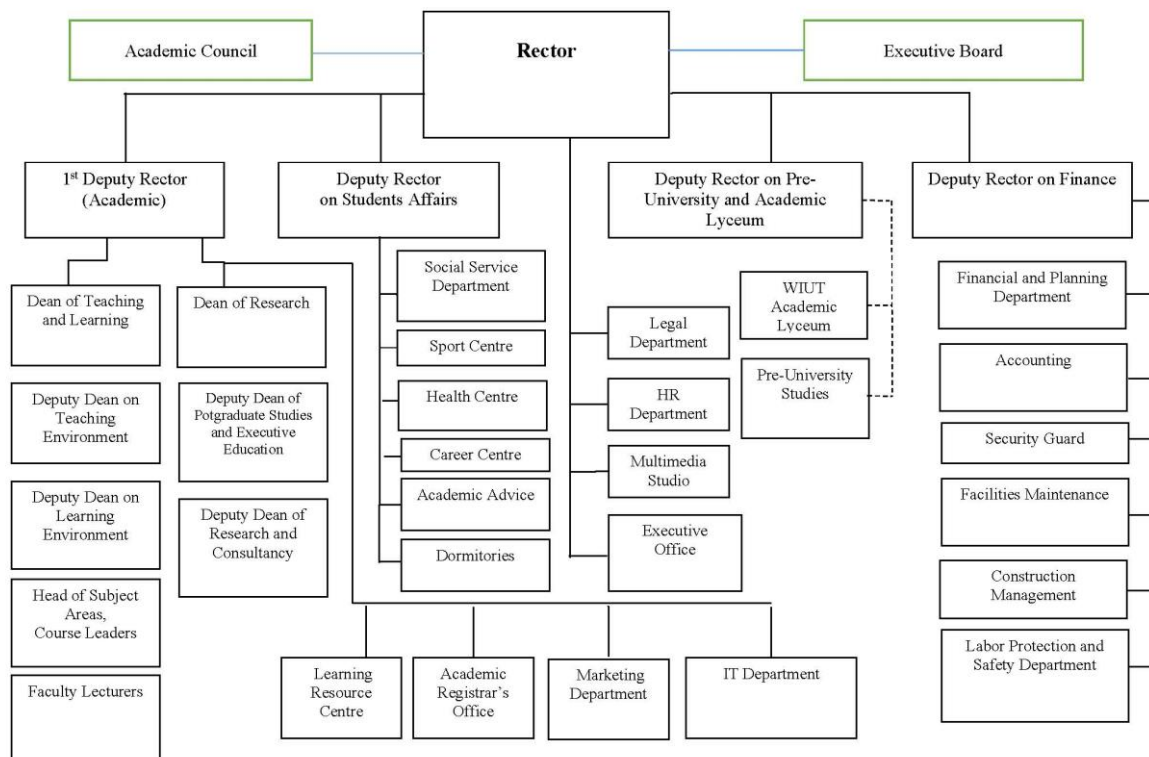 Academic Council
Rector
Executive Board
1st Deputy Rector
(Academic)
Deputy Rector
on Students Affairs
Deputy Rector on Pre-
University and Academic
Lyceum
Deputy Rector on Finance
Dean of Teaching
and Learning
Deputy Dean on
Teaching
Environment
Deputy Dean on
Learning
Environment
Head of Subject
Areas,
Course Leaders
Faculty Lecturers
Dean of Research
Deputy Dean of
Potgraduate Studies
and Executive
Education
Deputy Dean of
Research and
Consultancy
Social Service
Department
Sport Centre
Health Centre
Career Centre
Academic Advice
Dormitories
Legal
Department
HR
Department
Multimedia
Studio
Executive
Office
WIUT
Academic
Lyceum
Pre-University
Studies
Financial and Planning
Department
Accounting
Security Guard
Facilities Maintenance
Construction
Management
Labor Protection and
Safety Department
Learning
Resource
Centre
Academic
Registrar's
Office
Marketing
Department
IT Department